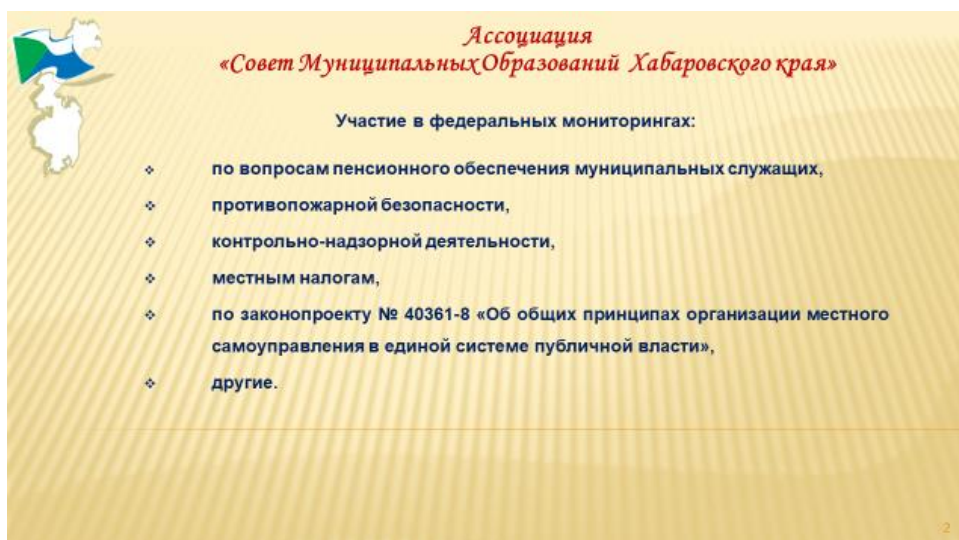 Ассоциация
«Совет Муниципальных Образований Хабаровского края»
Участие в федеральных мониторингах:
по вопросам пенсионного обеспечения муниципальных служащих,
противопожарной безопасности,
контрольно-надзорной деятельности,
местным налогам,
по законопроекту № 40361-8 «Об общих принципах организации местного
самоуправления в единой системе публичной власти»,
другие.
2